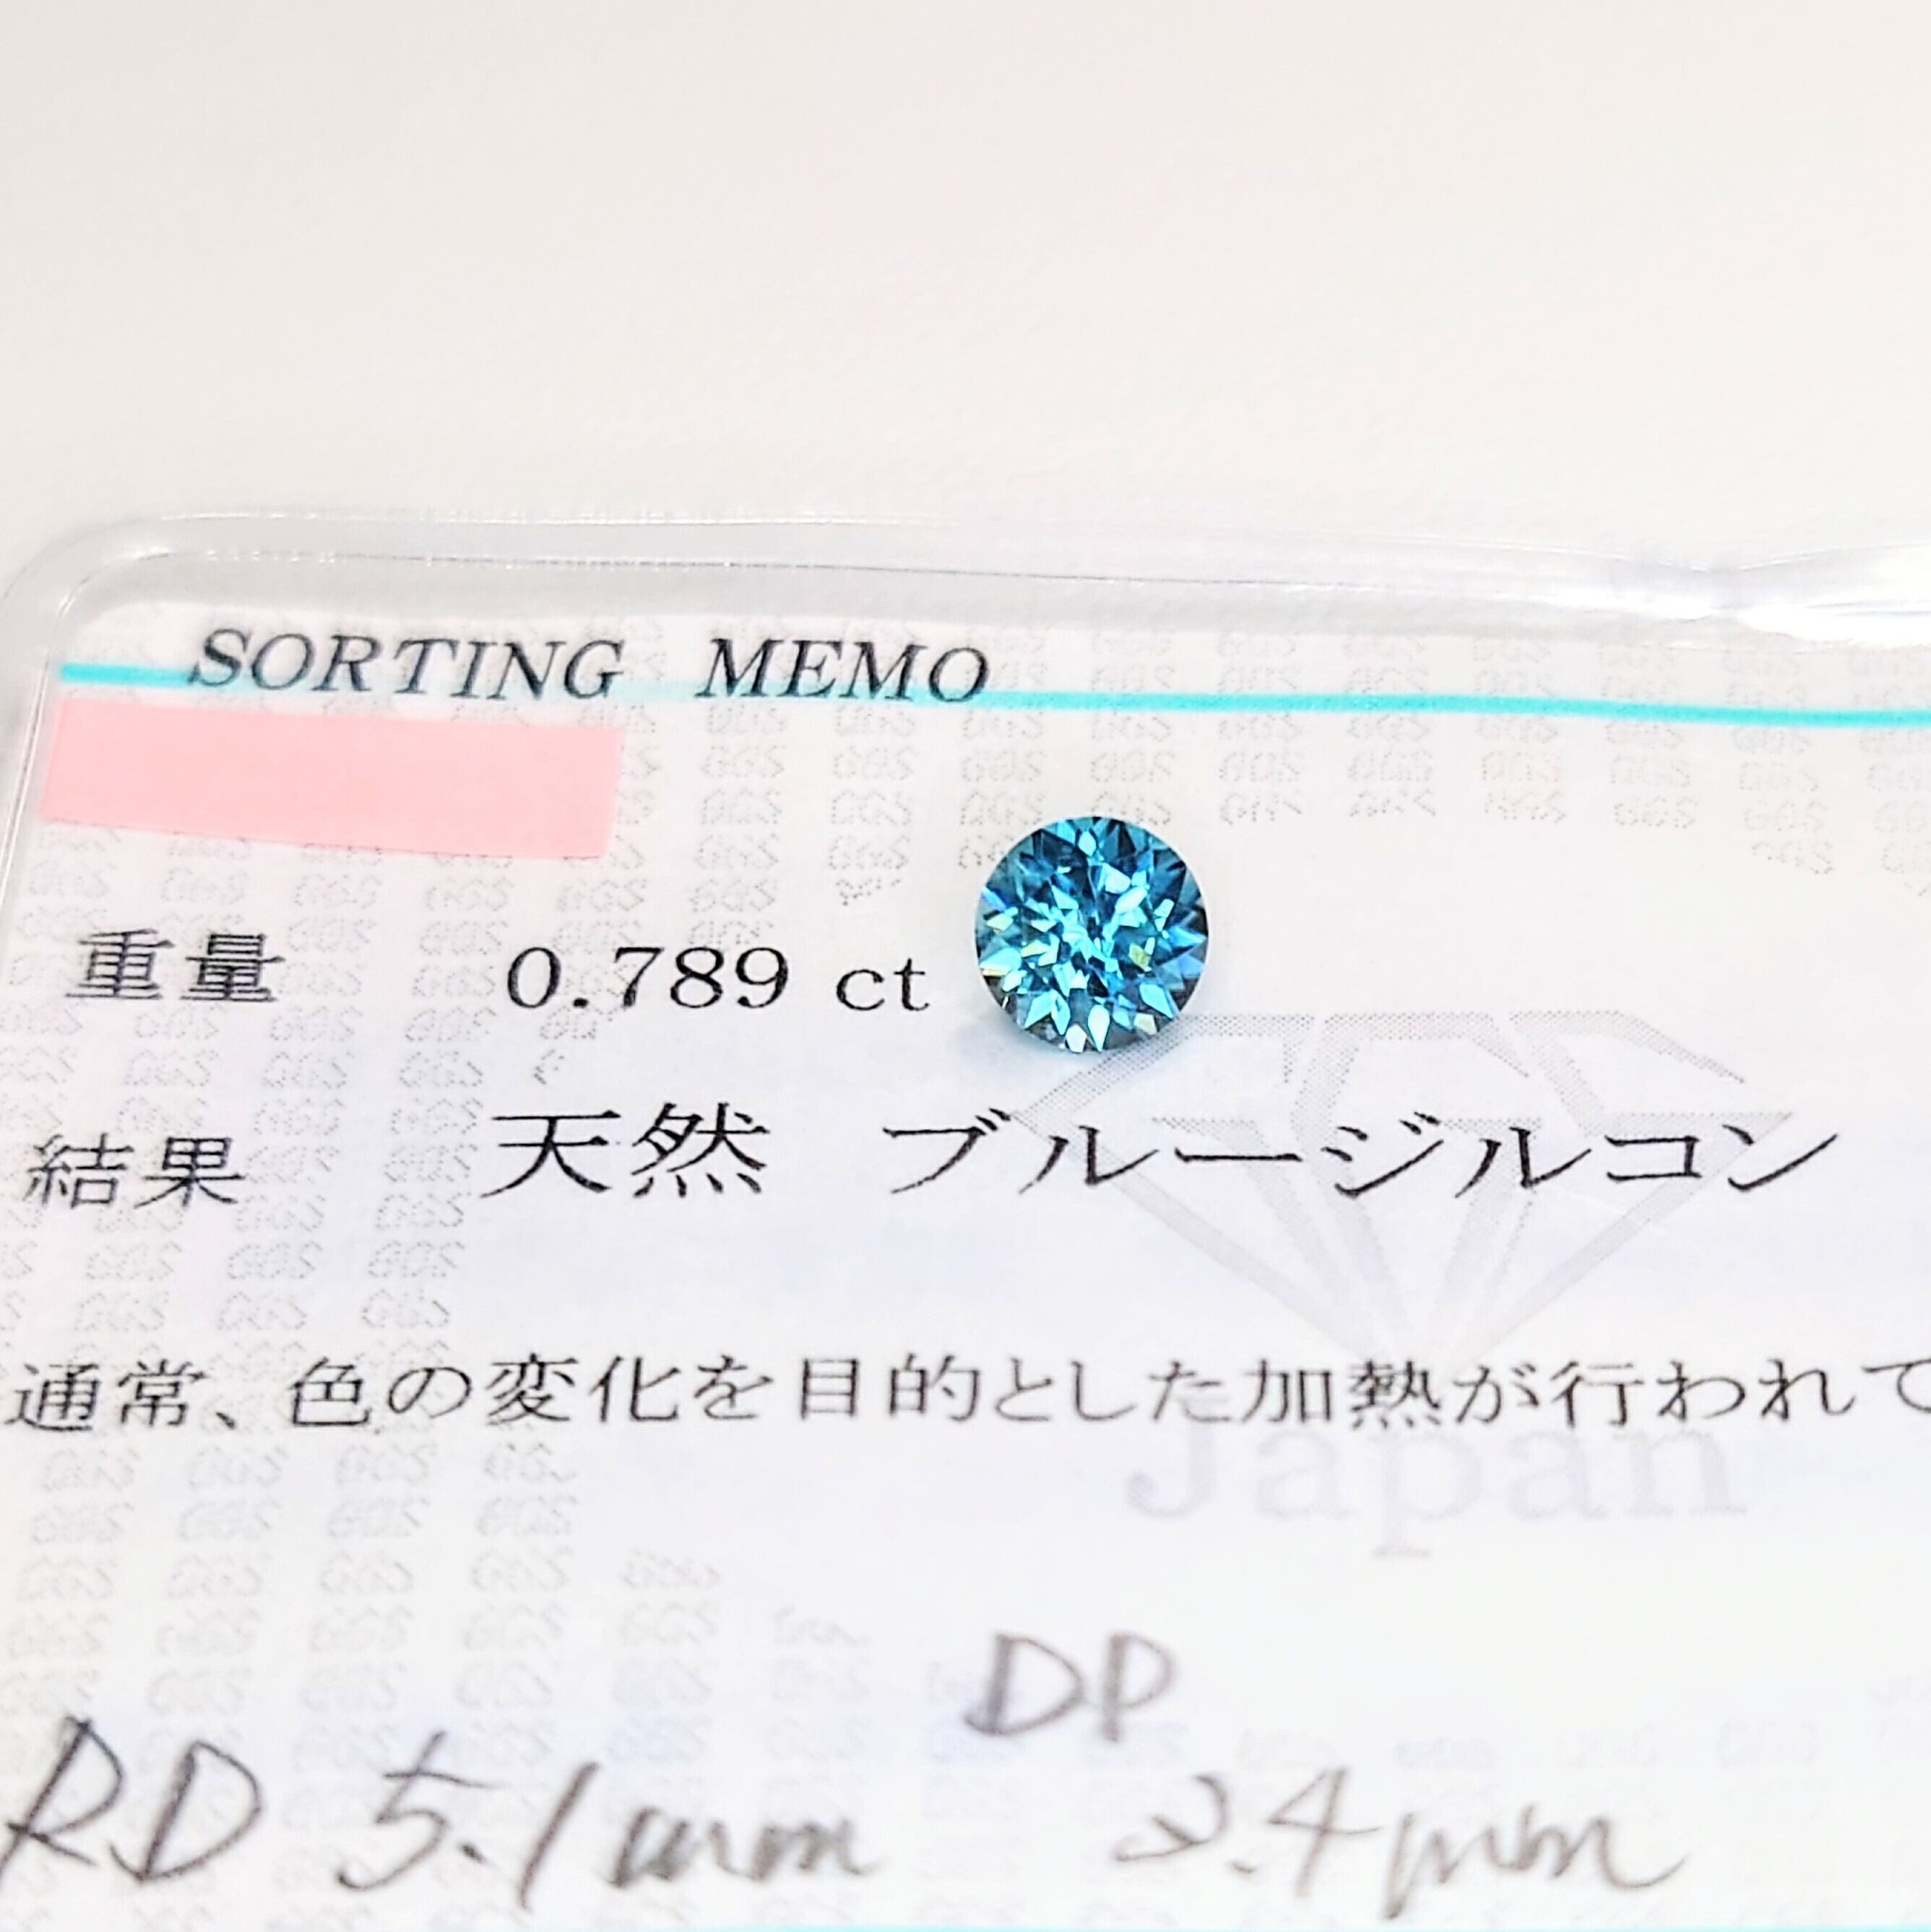 SORTING MEMO
重量 0.789 ct
結果 天然 ブルージルコン
通常、色の変化を目的とした加熱が行われて
Japan
DP
RD 5.1mm 3.4mm